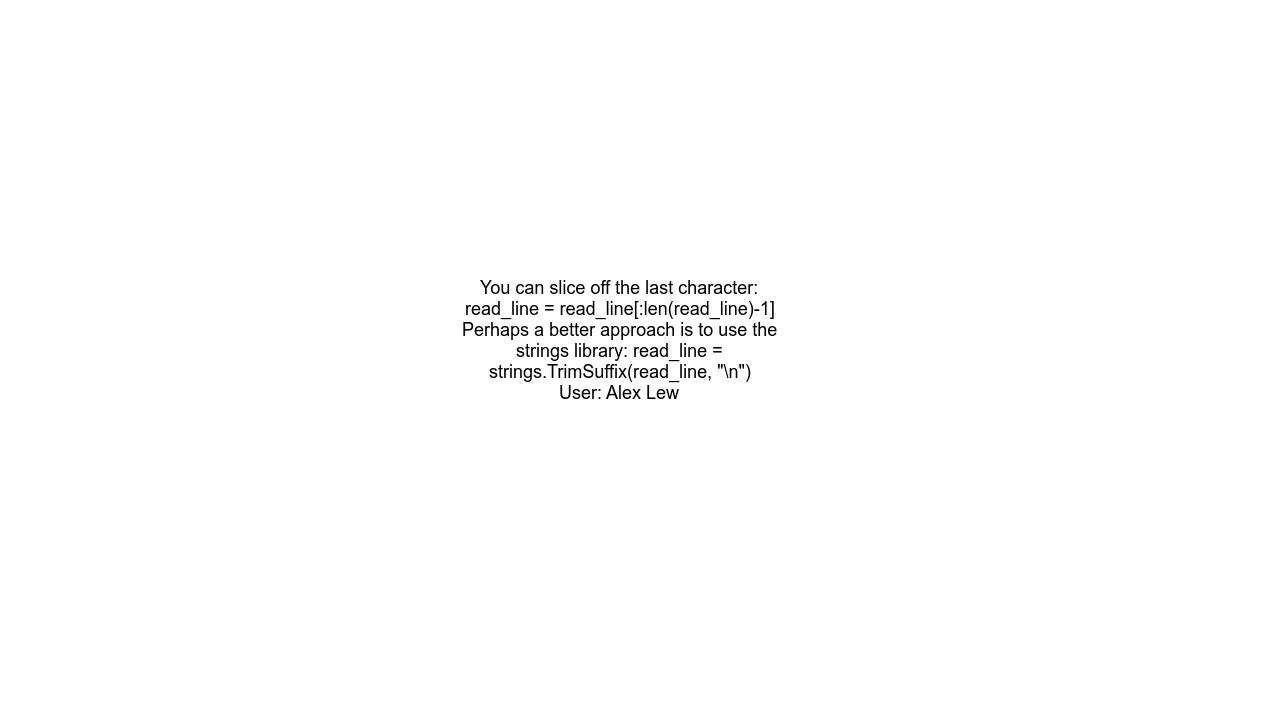 You can slice off the last character:
read_line = read_line[:len(read_line)-1]
Perhaps a better approach is to use the
strings library: read_line =
strings.TrimSuffix(read_line, "\n")
User: Alex Lew